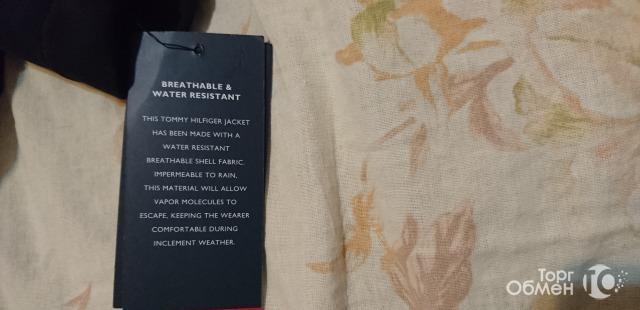 BREATHABLE &
WATER RESISTANT
THIS TOMMY HILFIGER JACKET
HAS BEEN MADE WITH A
WATER RESISTANT
BREATHABLE SHELL FABRIC.
IMPERMEABLE TO RAIN,
THIS MATERIAL WILL ALLOW
VAPOR MOLECULES TO
ESCAPE, KEEPING THE WEARER
COMFORTABLE DURING
INCLEMENT WEATHER.
Торг
Обмен